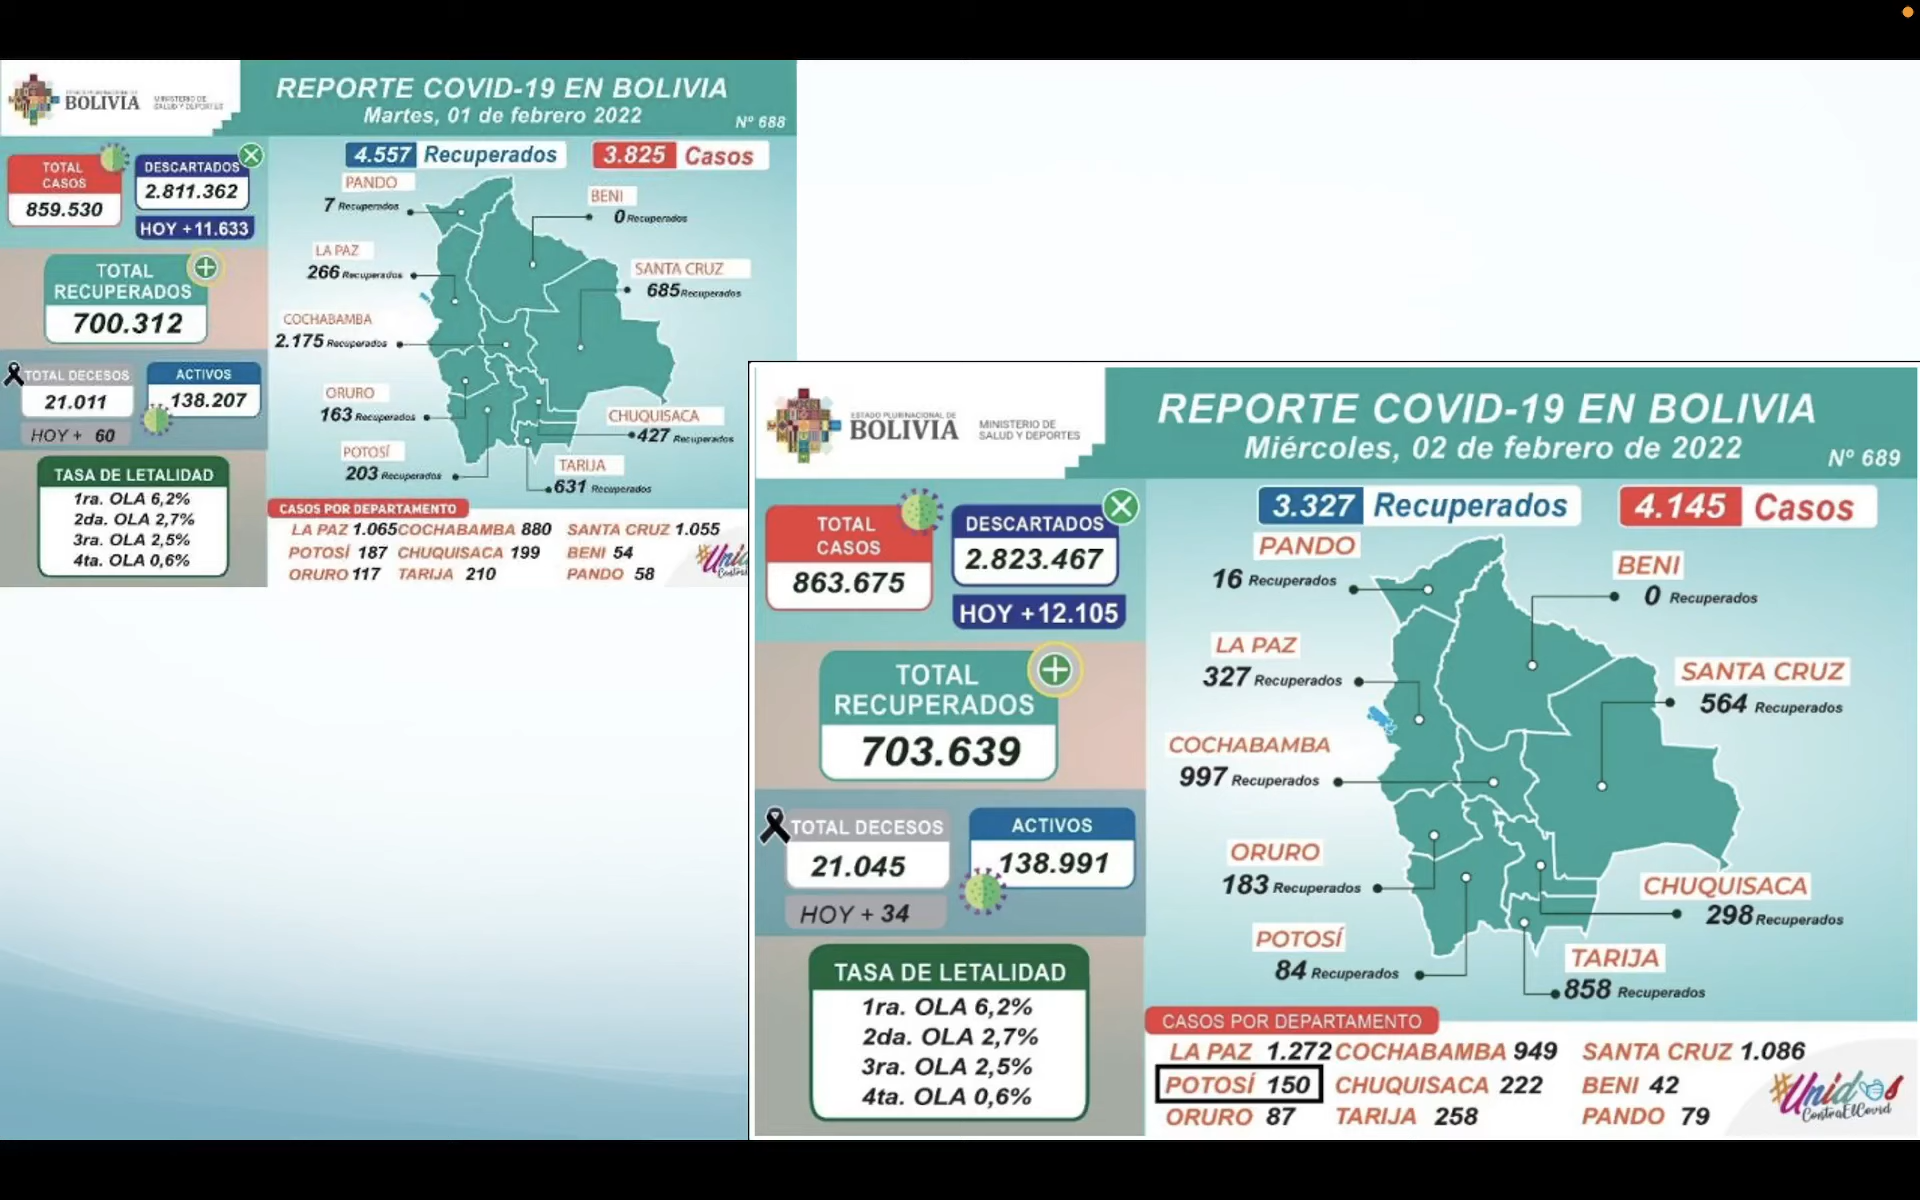 ESTADO PLURINACIONAL DE
BOLIVIA
MINISTERIO DE
SALUD Y DEPORTES
REPORTE COVID-19 EN BOLIVIA
Martes, 01 de febrero 2022
Nº 688
TOTAL
CASOS
859.530
DESCARTADOS
2.811.362
HOY +11.633
TOTAL
RECUPERADOS
700.312
TOTAL DECESOS
21.011
HOY + 60
ACTIVOS
138.207
TASA DE LETALIDAD
1ra. OLA 6,2%
2da. OLA 2,7%
3ra. OLA 2,5%
4ta. OLA 0,6%
4.557 Recuperados
3.825 Casos
PANDO
7 Recuperados
BENI
0 Recuperados
LA PAZ
266 Recuperados
SANTA CRUZ
685 Recuperados
COCHABAMBA
2.175 Recuperados
ORURO
163 Recuperados
CHUQUISACA
427 Recuperados
POTOSÍ
203 Recuperados
TARIJA
631 Recuperados
CASOS POR DEPARTAMENTO
LA PAZ 1.065 COCHABAMBA 880 SANTA CRUZ 1.055
POTOSÍ 187 CHUQUISACA 199 BENI 54
ORURO 117 TARIJA 210 PANDO 58
ESTADO PLURINACIONAL DE
BOLIVIA
MINISTERIO DE
SALUD Y DEPORTES
REPORTE COVID-19 EN BOLIVIA
Miércoles, 02 de febrero de 2022
Nº 689
TOTAL
CASOS
863.675
DESCARTADOS
2.823.467
HOY +12.105
TOTAL
RECUPERADOS
703.639
TOTAL DECESOS
21.045
HOY + 34
ACTIVOS
138.991
TASA DE LETALIDAD
1ra. OLA 6,2%
2da. OLA 2,7%
3ra. OLA 2,5%
4ta. OLA 0,6%
3.327 Recuperados
4.145 Casos
PANDO
16 Recuperados
BENI
0 Recuperados
LA PAZ
327 Recuperados
SANTA CRUZ
564 Recuperados
COCHABAMBA
997 Recuperados
ORURO
183 Recuperados
CHUQUISACA
298 Recuperados
POTOSÍ
84 Recuperados
TARIJA
858 Recuperados
CASOS POR DEPARTAMENTO
LA PAZ 1.272 COCHABAMBA 949 SANTA CRUZ 1.086
POTOSÍ 150 CHUQUISACA 222 BENI 42
ORURO 87 TARIJA 258 PANDO 79
#Unidos
ContraElCovid